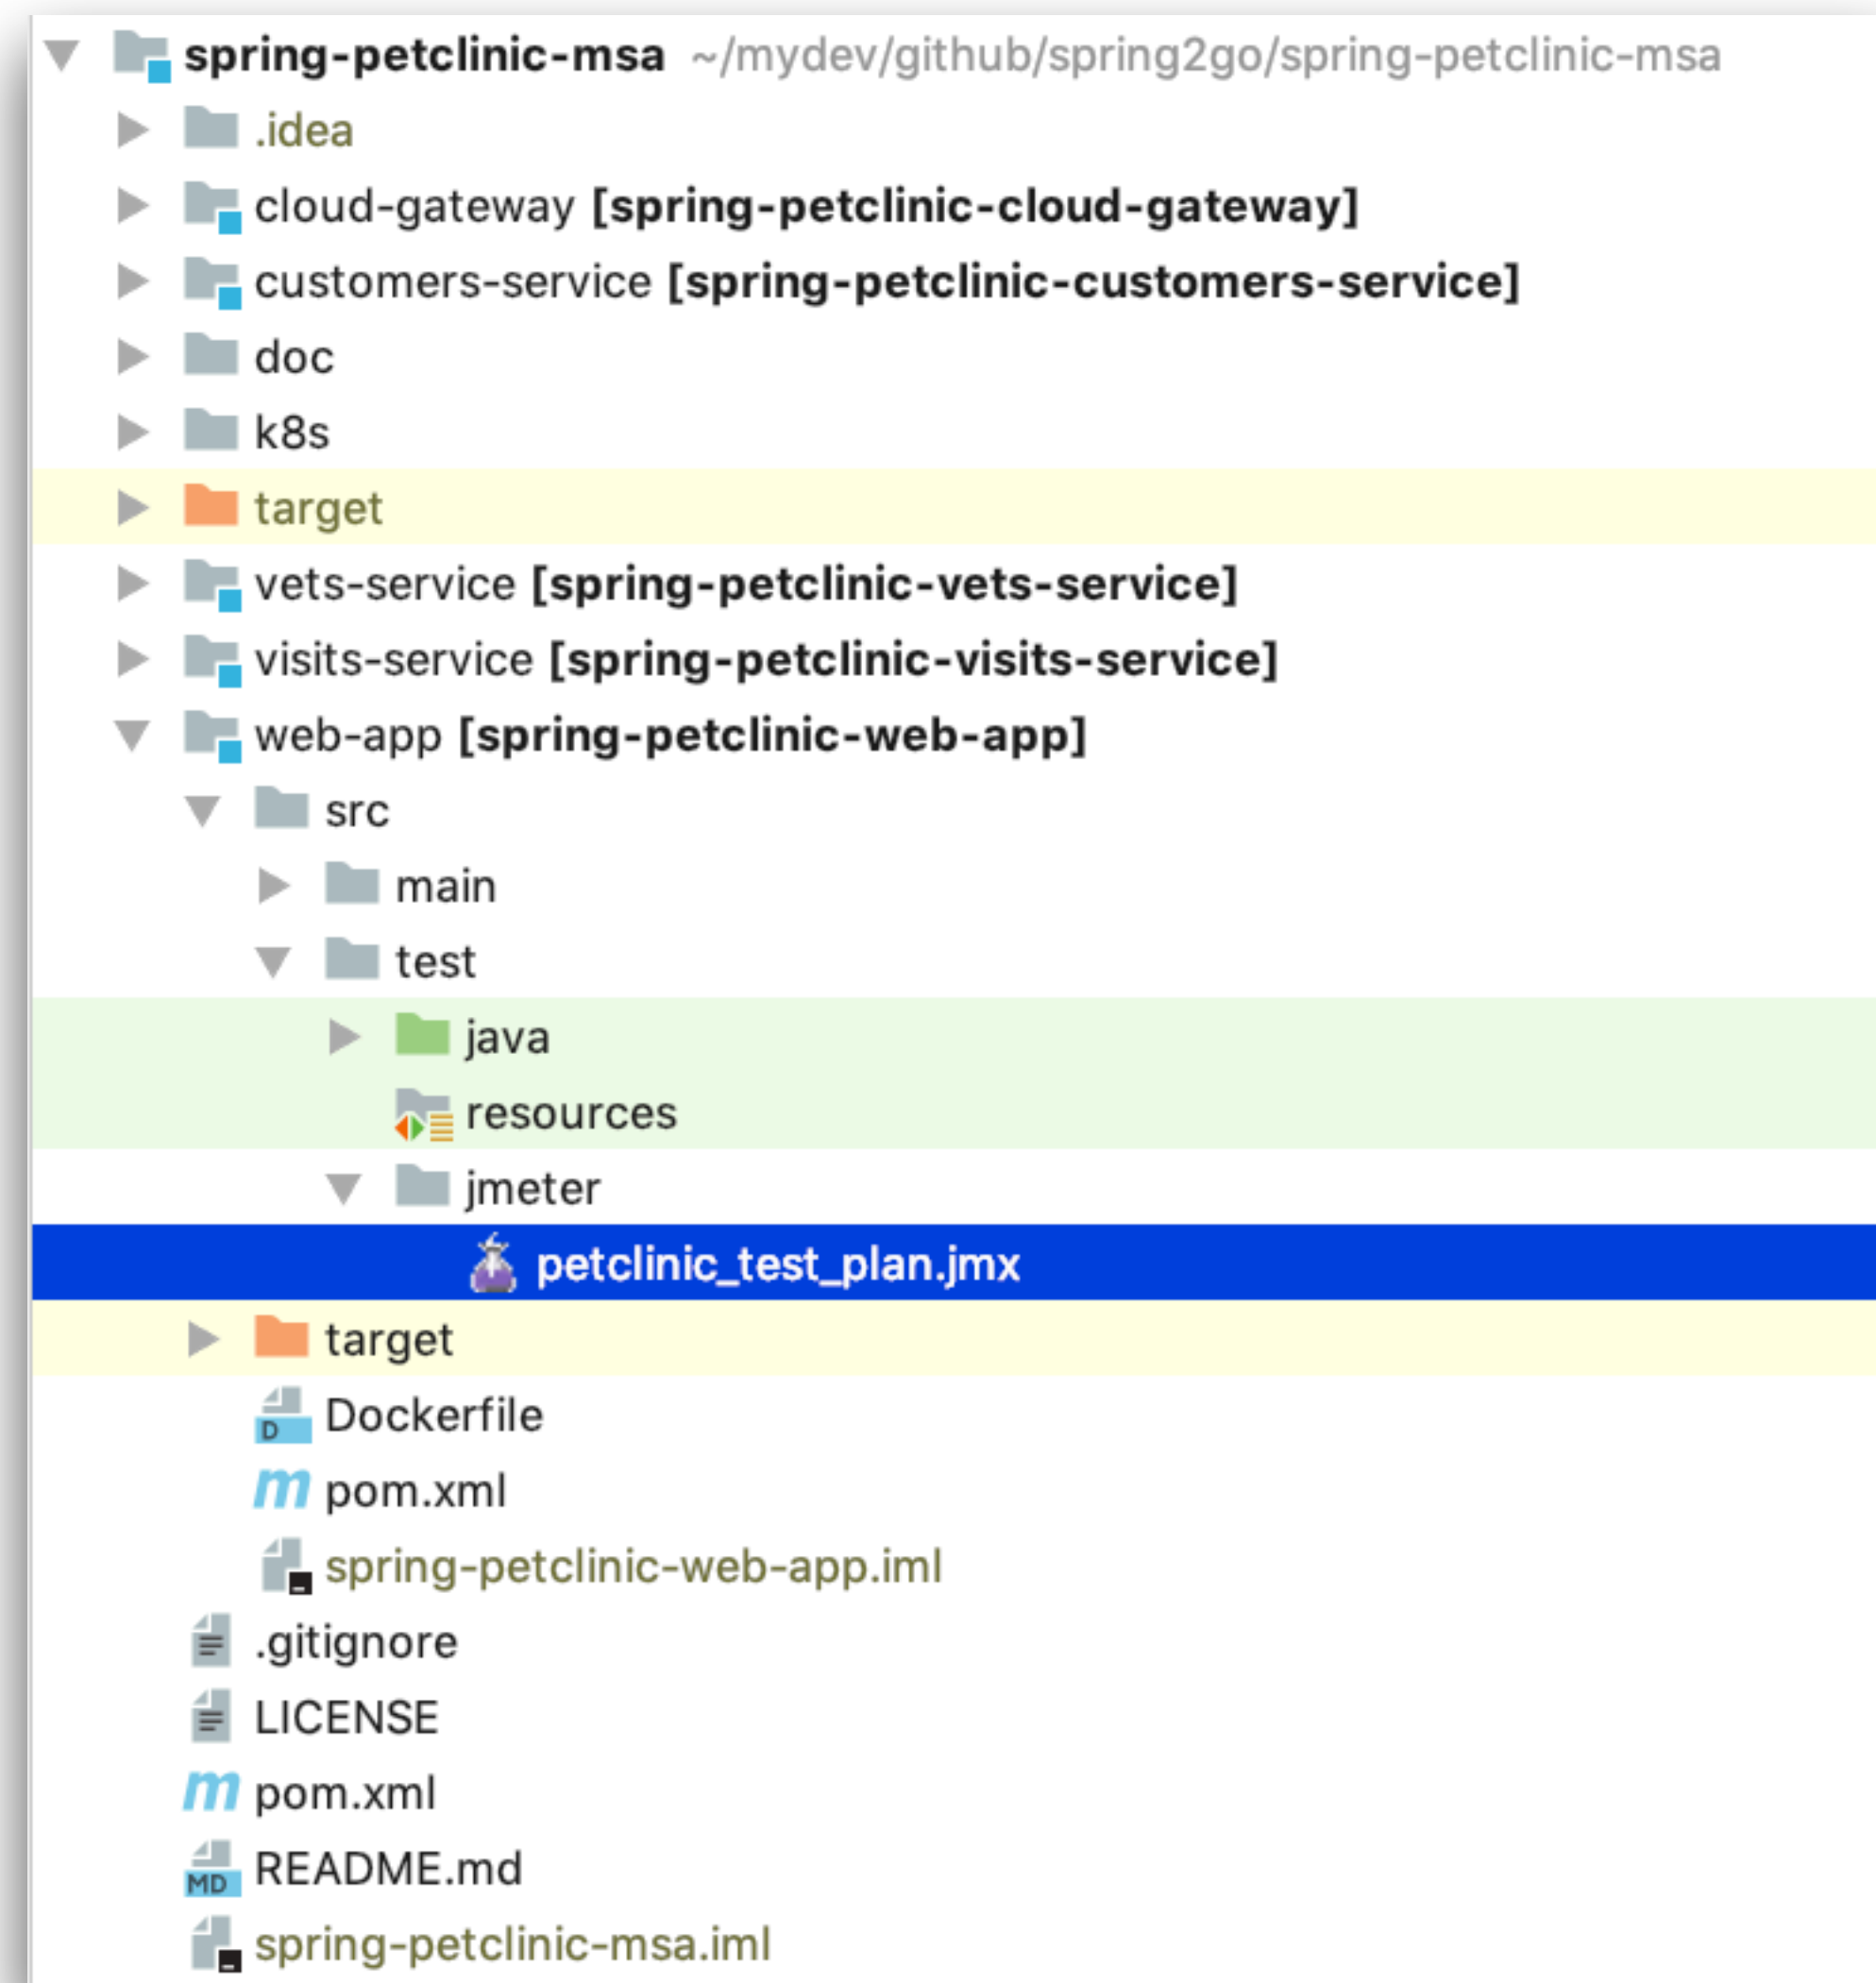 spring-petclinic-msa ~/mydev/github/spring2go/spring-petclinic-msa
.idea
cloud-gateway [spring-petclinic-cloud-gateway]
customers-service [spring-petclinic-customers-service]
doc
k8s
target
vets-service [spring-petclinic-vets-service]
visits-service [spring-petclinic-visits-service]
web-app [spring-petclinic-web-app]
src
main
test
java
resources
jmeter
petclinic_test_plan.jmx
target
D Dockerfile
m pom.xml
spring-petclinic-web-app.iml
.gitignore
LICENSE
m pom.xml
MD README.md
spring-petclinic-msa.iml